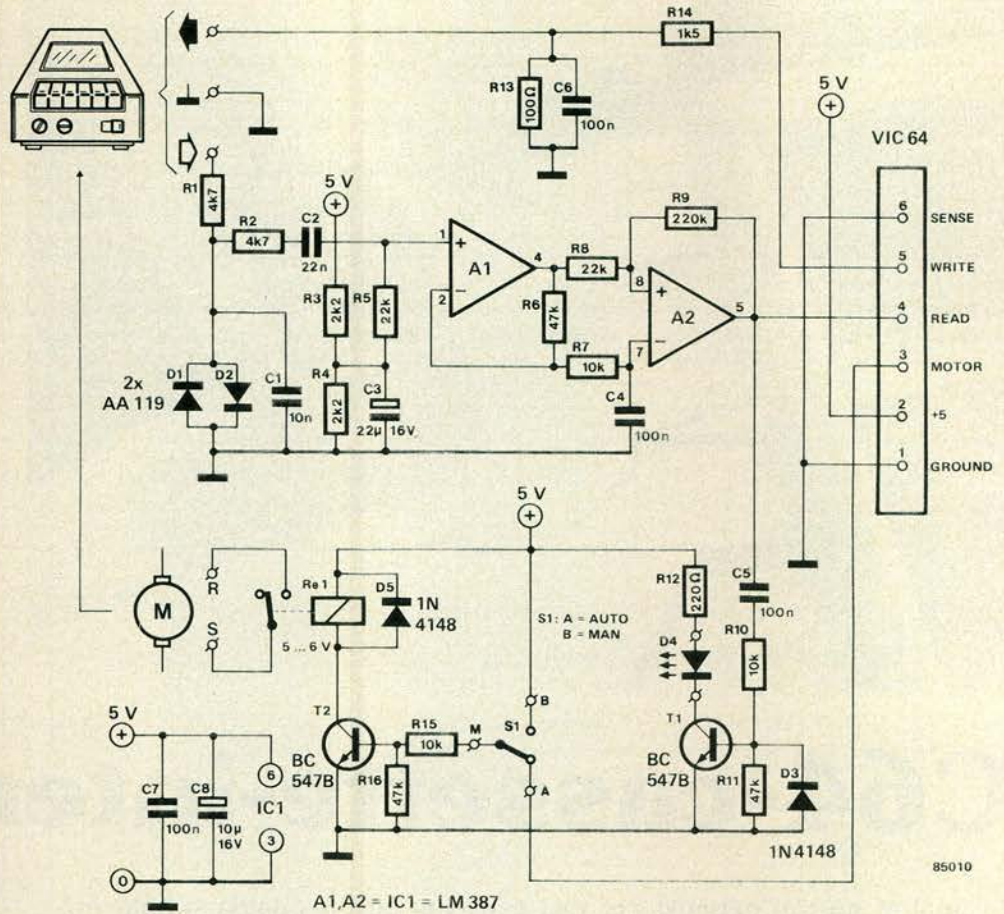 R14
1k5
R13
100Ω
C6
100n
5 V
+
VIC 64
R1
4k7
R2
4k7
C2
22n
5 V
+
R3
2k2
R5
22k
R4
2k2
C3
22µ 16V
1
+
2
−
A1
4
R8
22k
R6
47k
R7
10k
R9
220k
8
+
7
−
A2
5
C4
100n
6 SENSE
5 WRITE
4 READ
3 MOTOR
2 +5
1 GROUND
2x
AA 119
D1
D2
C1
10n
M
R
S
Re 1
5 ... 6 V
D5
1N
4148
5 V
+
S1: A = AUTO
B = MAN
R12
220Ω
D4
C5
100n
R10
10k
T2
BC
547B
R15
10k
R16
47k
M
S1
B
A
T1
BC
547B
R11
47k
D3
1N4148
5 V
+
C7
100n
C8
10µ
16V
6
IC1
3
0
A1,A2 = IC1 = LM387
85010